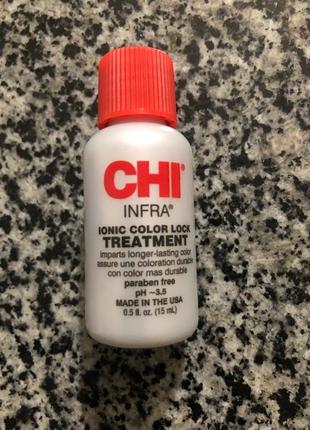 CHI®
INFRA®
IONIC COLOR LOCK
TREATMENT
imparts longer-lasting color
assure une coloration durable
con color mas durable
paraben free
pH ~3.5
MADE IN THE USA
0.5 fl. oz. (15 mL)